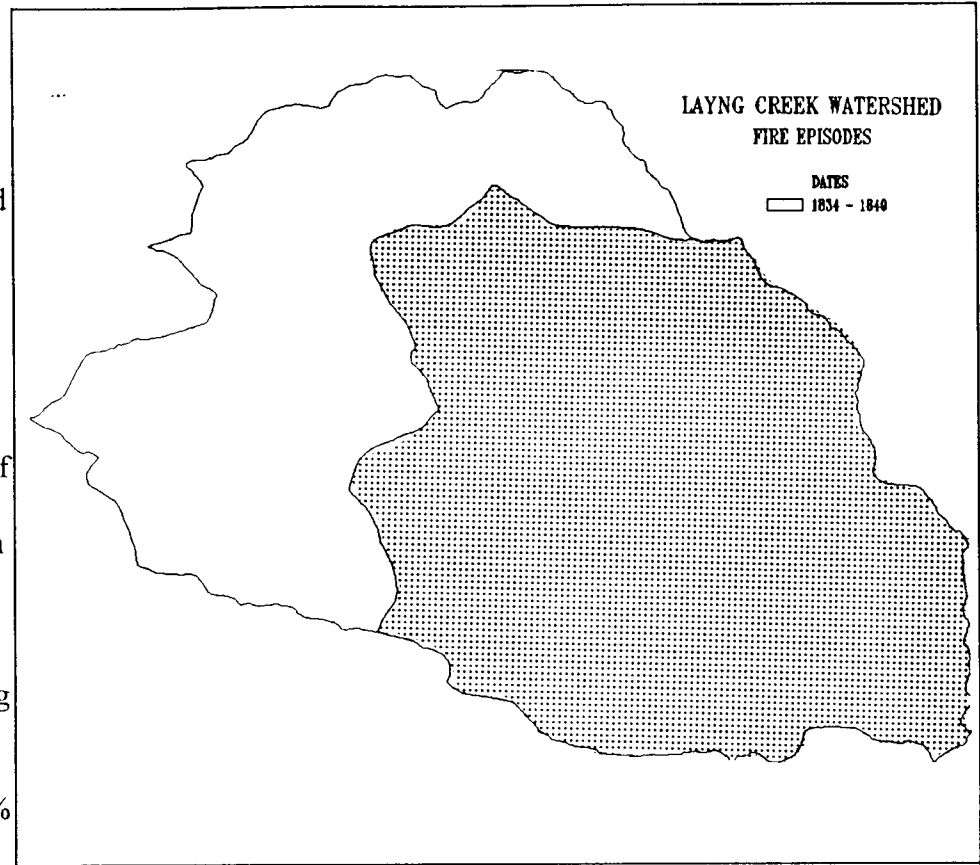 ...
LAYNG CREEK WATERSHED
FIRE EPISODES
DATES
1834 - 1840
d
f
g
%